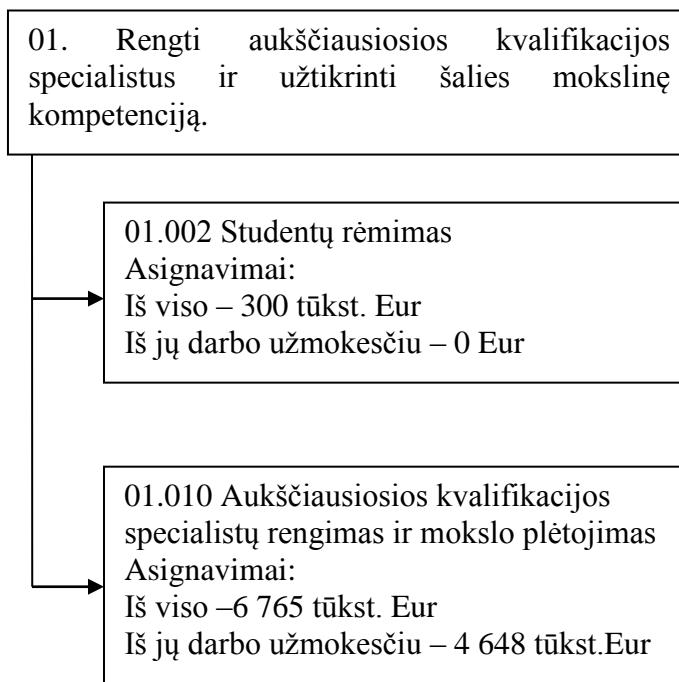 01. Rengti aukščiausiosios kvalifikacijos
specialistus ir užtikrinti šalies mokslinę
kompetenciją.
01.002 Studentų rėmimas
Asignavimai:
Iš viso – 300 tūkst. Eur
Iš jų darbo užmokesčiu – 0 Eur
01.010 Aukščiausiosios kvalifikacijos
specialistų rengimas ir mokslo plėtojimas
Asignavimai:
Iš viso –6 765 tūkst. Eur
Iš jų darbo užmokesčiu – 4 648 tūkst.Eur